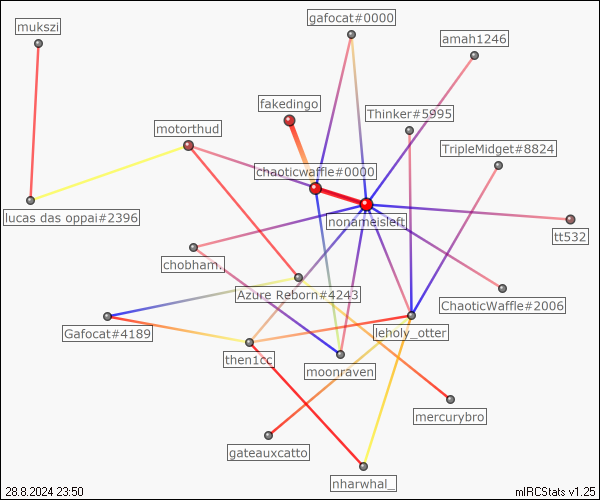 gafocat#0000
mukszi
amah1246
fakedingo
Thinker#5995
motorthud
TripleMidget#8824
chaoticwaffle#0000
lucas das oppai#2396
nonameisleft
tt532
chobham.
Azure Reborn#4243
ChaoticWaffle#2006
Gafocat#4189
leholy_otter
then1cc
moonraven
mercurybro
gateauxcatto
nharwhal_
28.8.2024 23:50
mIRCStats v1.25